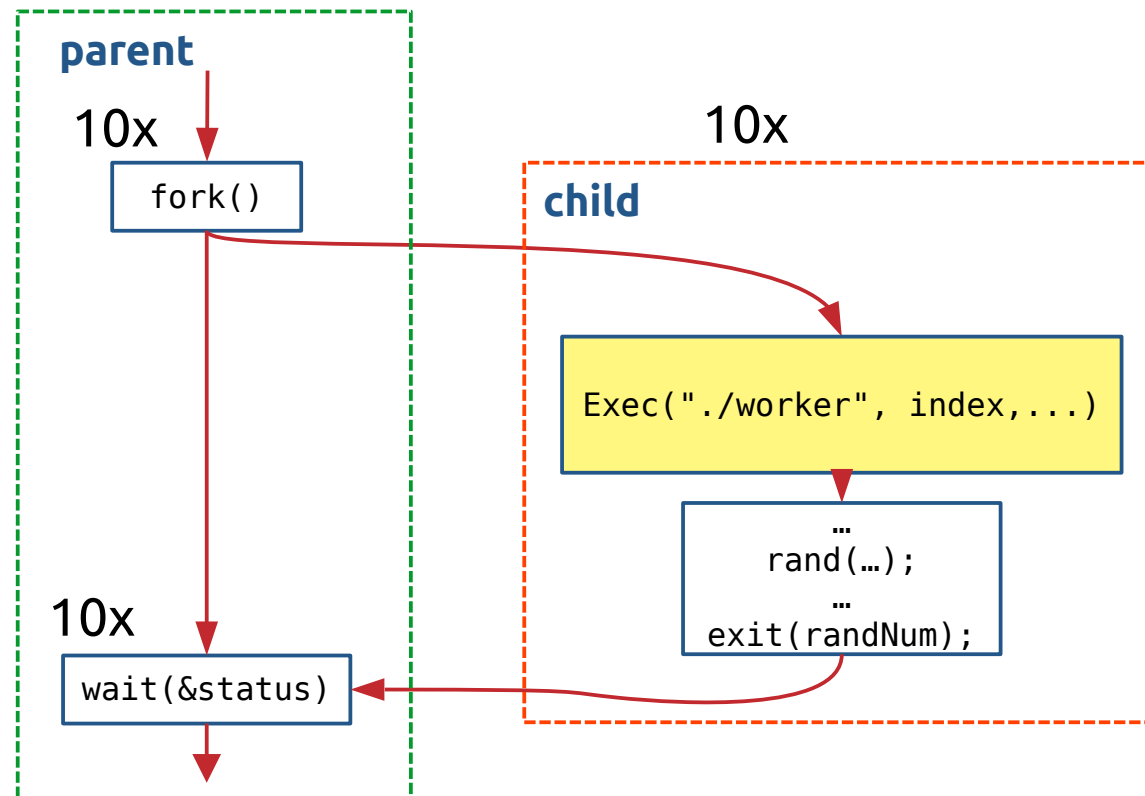 parent
10x
fork()
10x
wait(&status)
10x
child
Exec("./worker", index,...)
…
rand(…);
…
exit(randNum);